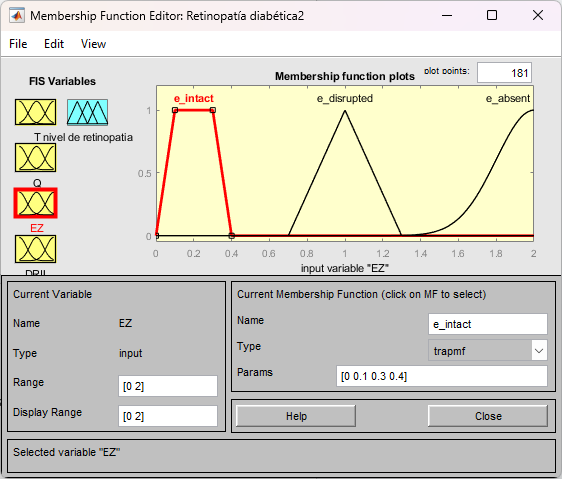 Membership Function Editor: Retinopatía diabética2
File Edit View
FIS Variables
T nivel de retinopatia
Q
EZ
DRIL
Membership function plots
plot points: 181
e_intact e_disrupted e_absent
1
0.5
0
0 0.2 0.4 0.6 0.8 1 1.2 1.4 1.6 1.8 2
input variable "EZ"
Current Variable
Name EZ
Type input
Range [0 2]
Display Range [0 2]
Current Membership Function (click on MF to select)
Name e_intact
Type trapmf
Params [0 0.1 0.3 0.4]
Help Close
Selected variable "EZ"